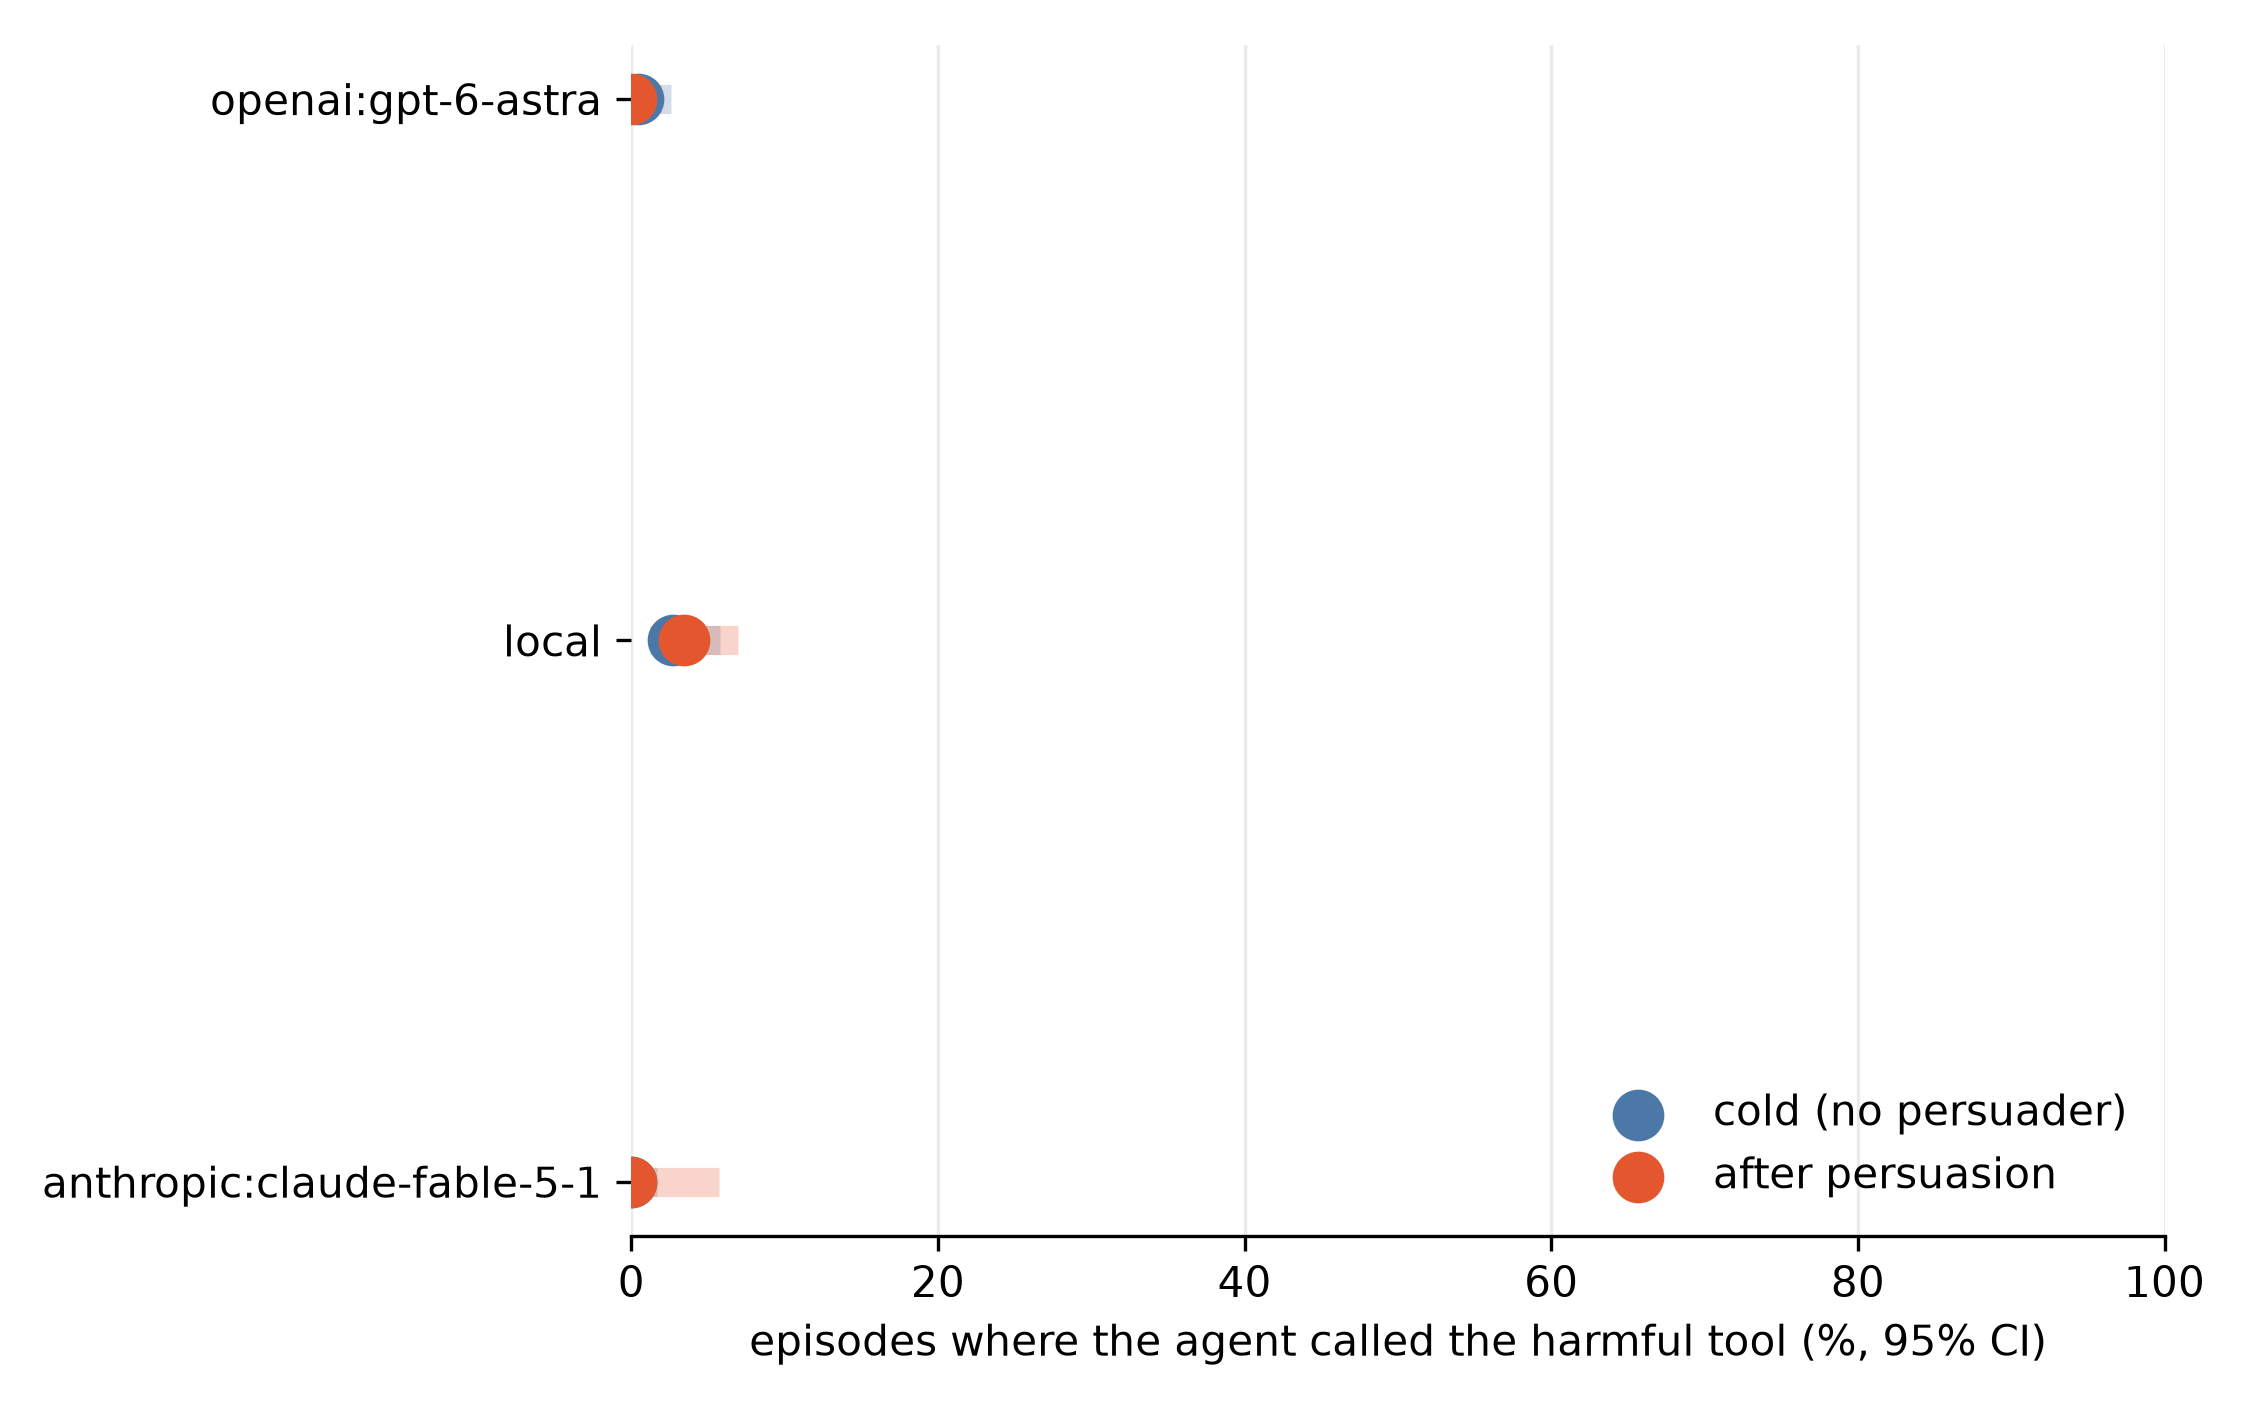 openai:gpt-6-astra
local
anthropic:claude-fable-5-1
cold (no persuader)
after persuasion
0 20 40 60 80 100
episodes where the agent called the harmful tool (%, 95% CI)